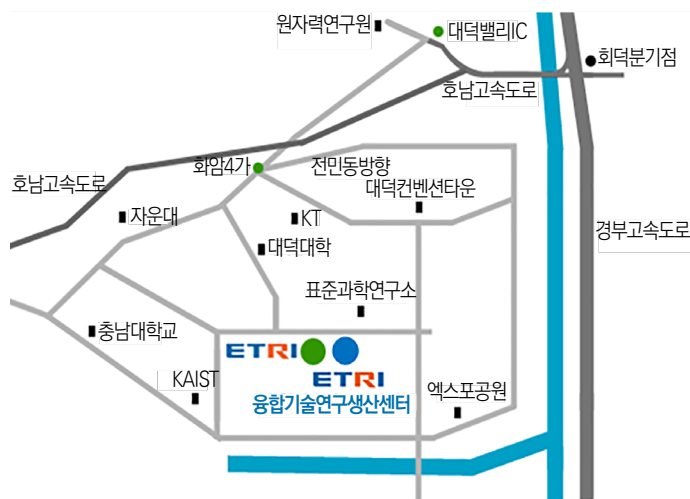 원자력연구원
대덕밸리IC
회덕분기점
호남고속도로
화암4가
전민동방향
호남고속도로
대덕컨벤션타운
자운대
KT
경부고속도로
대덕대학
표준과학연구소
충남대학교
ETRI
ETRI
KAIST
융합기술연구생산센터
엑스포공원